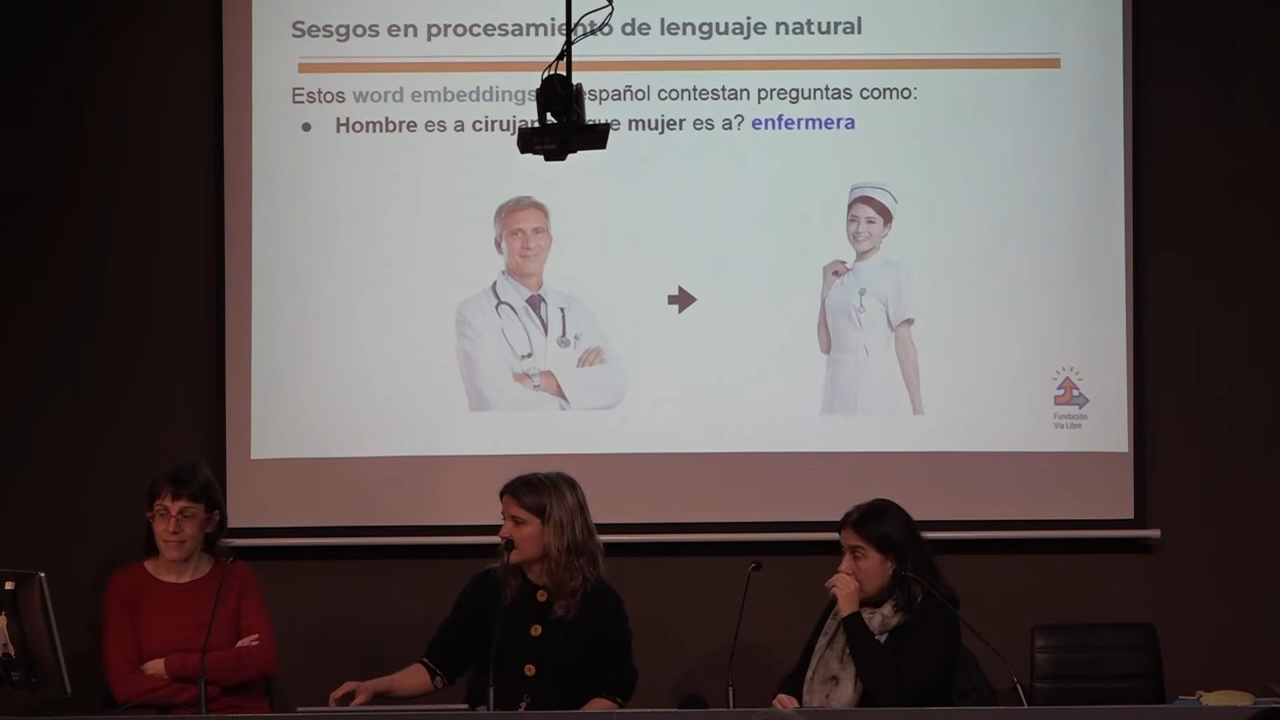 Sesgos en procesamiento de lenguaje natural
Estos word embeddings español contestan preguntas como:
Hombre es a mujer es a? enfermera
Fundación
Vía Libre